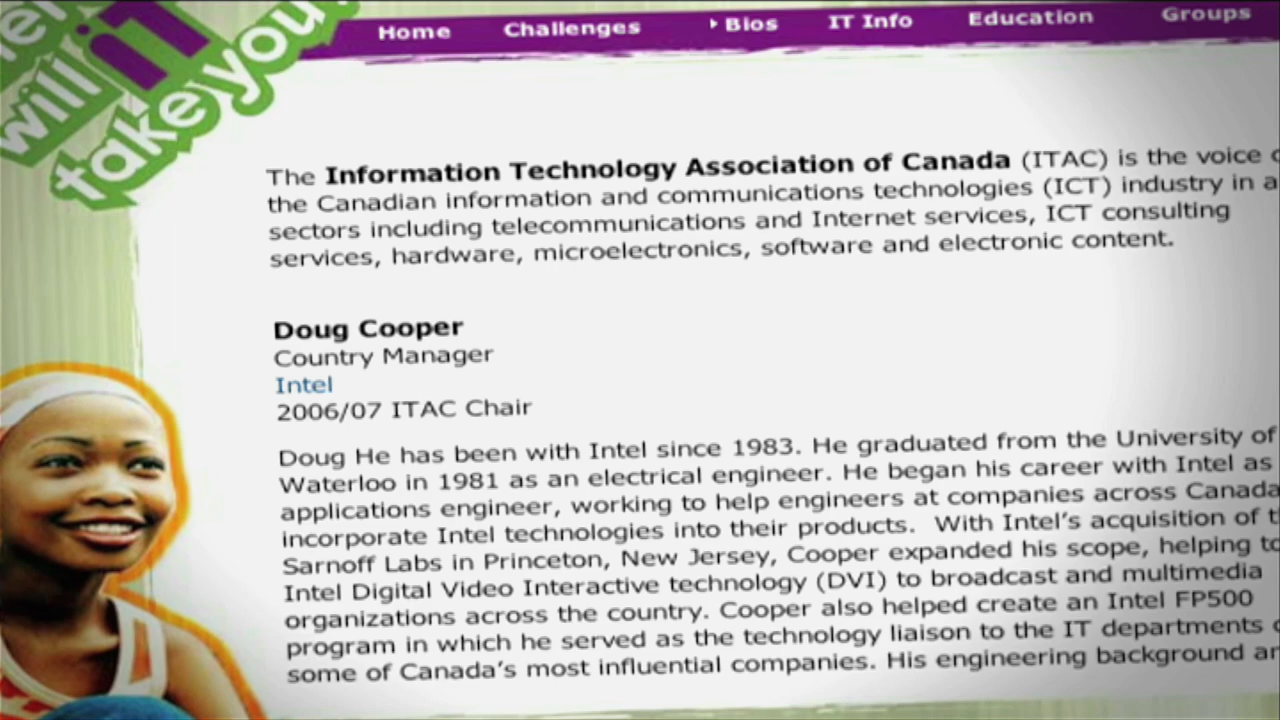 will iT
take you
Home Challenges Bios IT Info Education Groups
The Information Technology Association of Canada (ITAC) is the voice
the Canadian information and communications technologies (ICT) industry in
sectors including telecommunications and Internet services, ICT consulting
services, hardware, microelectronics, software and electronic content.
Doug Cooper
Country Manager
Intel
2006/07 ITAC Chair
Doug He has been with Intel since 1983. He graduated from the University of
Waterloo in 1981 as an electrical engineer. He began his career with Intel as
applications engineer, working to help engineers at companies across Canada
incorporate Intel technologies into their products. With Intel's acquisition of
Sarnoff Labs in Princeton, New Jersey, Cooper expanded his scope, helping to
Intel Digital Video Interactive technology (DVI) to broadcast and multimedia
organizations across the country. Cooper also helped create an Intel FP500
program in which he served as the technology liaison to the IT departments
some of Canada's most influential companies. His engineering background